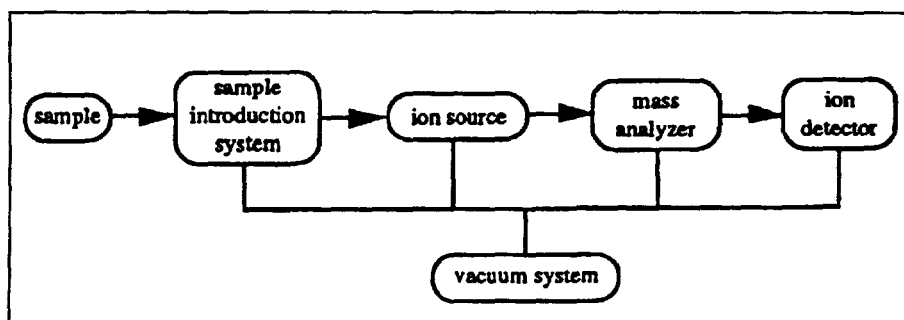 sample
sample
introduction
system
ion source
mass
analyzer
ion
detector
vacuum system